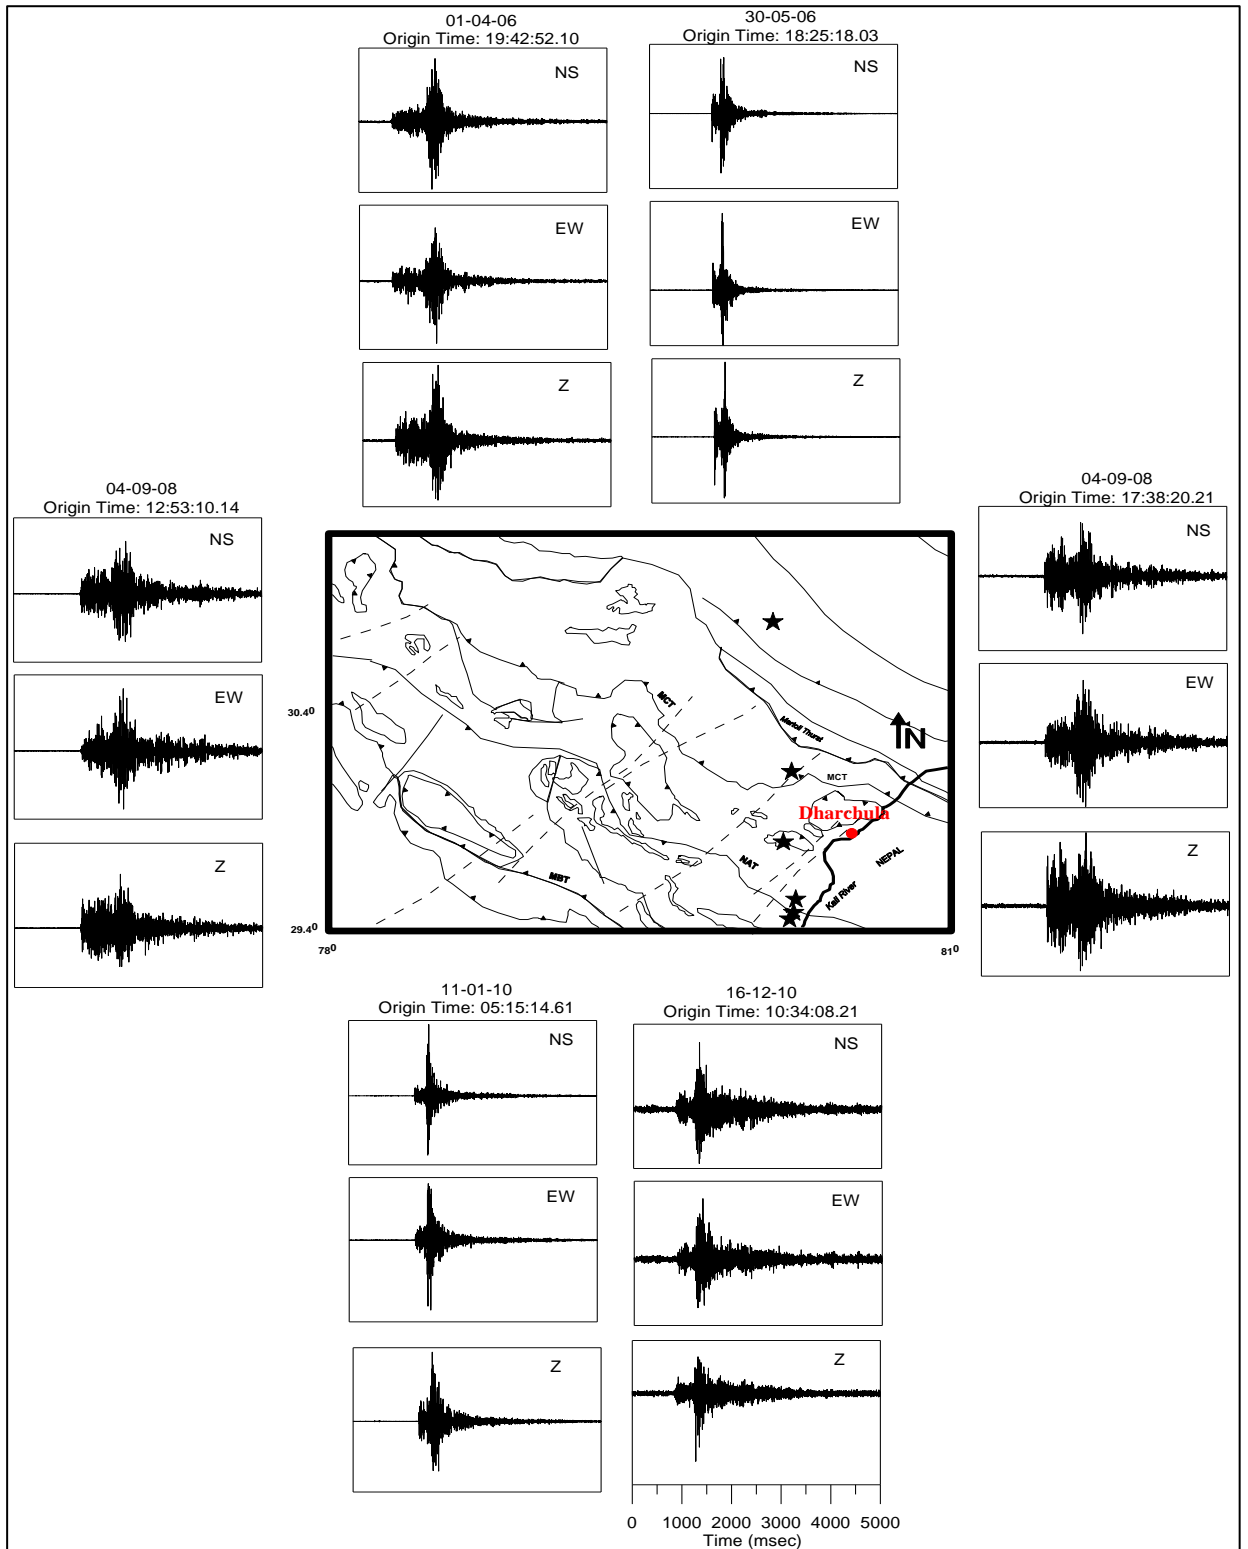 01-04-06
Origin Time: 19:42:52.10
NS
EW
Z
30-05-06
Origin Time: 18:25:18.03
NS
EW
Z
04-09-08
Origin Time: 12:53:10.14
NS
EW
Z
04-09-08
Origin Time: 17:38:20.21
NS
EW
Z
30.4⁰
29.4⁰
78⁰
81⁰
MCT
Martoli Thurst
N
MCT
Dharchula
NAT
NEPAL
MBT
Kali River
11-01-10
Origin Time: 05:15:14.61
NS
EW
Z
16-12-10
Origin Time: 10:34:08.21
NS
EW
Z
0 1000 2000 3000 4000 5000
Time (msec)